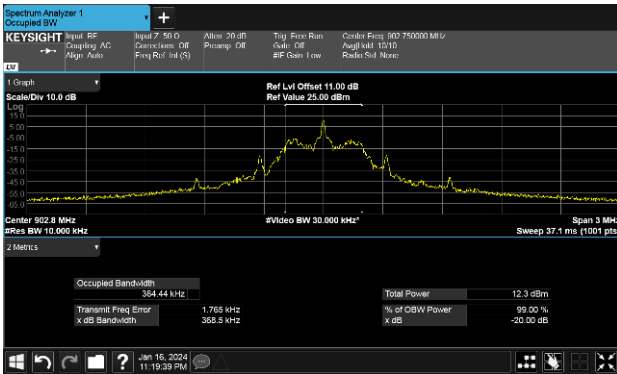 Spectrum Analyzer 1
Occupied BW
+
KEYSIGHT Input RF Input Z 50 Ω Atten 20 dB Trig Free Run Center Freq 902.750000 MHz
Coupling AC Corrections Off Preamp Off Gate Off Avg|Hold 10/10
Align Auto Freq Ref Int (S) #IF Gain Low Radio Std None
LXI
1 Graph
Scale/Div 10.0 dB
Ref Lvl Offset 11.00 dB
Ref Value 25.00 dBm
Log
15.0
5.00
-5.00
-15.0
-25.0
-35.0
-45.0
-55.0
-65.0
Center 902.8 MHz #Video BW 30.000 kHz* Span 3 MHz
#Res BW 10.000 kHz Sweep 37.1 ms (1001 pts
2 Metrics
Occupied Bandwidth
384.44 kHz
Total Power 12.3 dBm
Transmit Freq Error 1.765 kHz % of OBW Power 99.00 %
x dB Bandwidth 368.5 kHz x dB -20.00 dB
?
Jan 16, 2024
11:19:39 PM